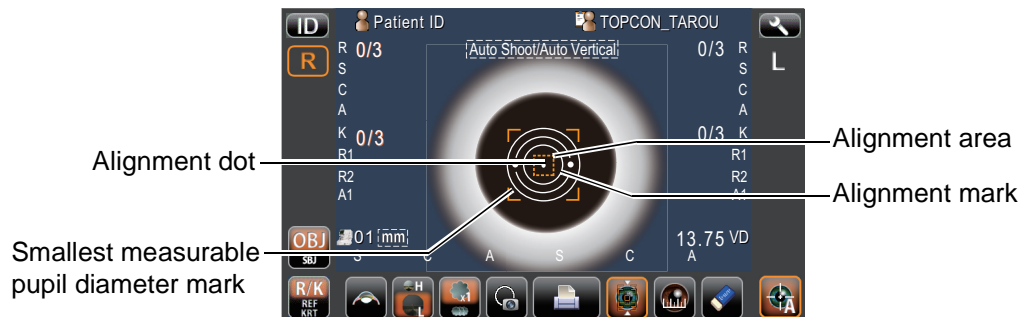 ID
Patient ID
TOPCON_TAROU
R
R 0/3
Auto Shoot/Auto Vertical
0/3 R
L
S
S
C
C
A
A
K 0/3
0/3 K
Alignment area
Alignment dot
R1
R1
R2
R2
Alignment mark
A1
A1
OBJ
SBJ
01 mm
13.75 VD
Smallest measurable
pupil diameter mark
S C A S C A
R/K
REF
KRT
H
L
x1
A